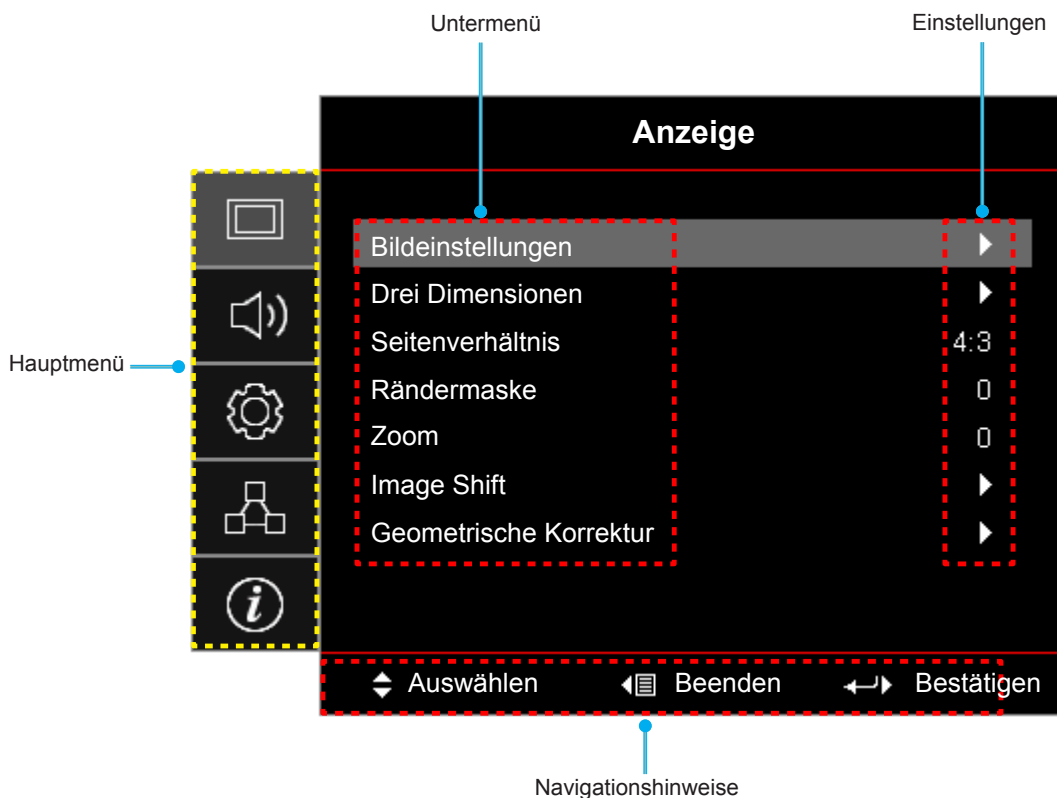 Untermenü
Einstellungen
Anzeige
Hauptmenü
Bildeinstellungen
Drei Dimensionen
Seitenverhältnis 4:3
Rändermaske 0
Zoom 0
Image Shift
Geometrische Korrektur
i
Auswählen Beenden Bestätigen
Navigationshinweise